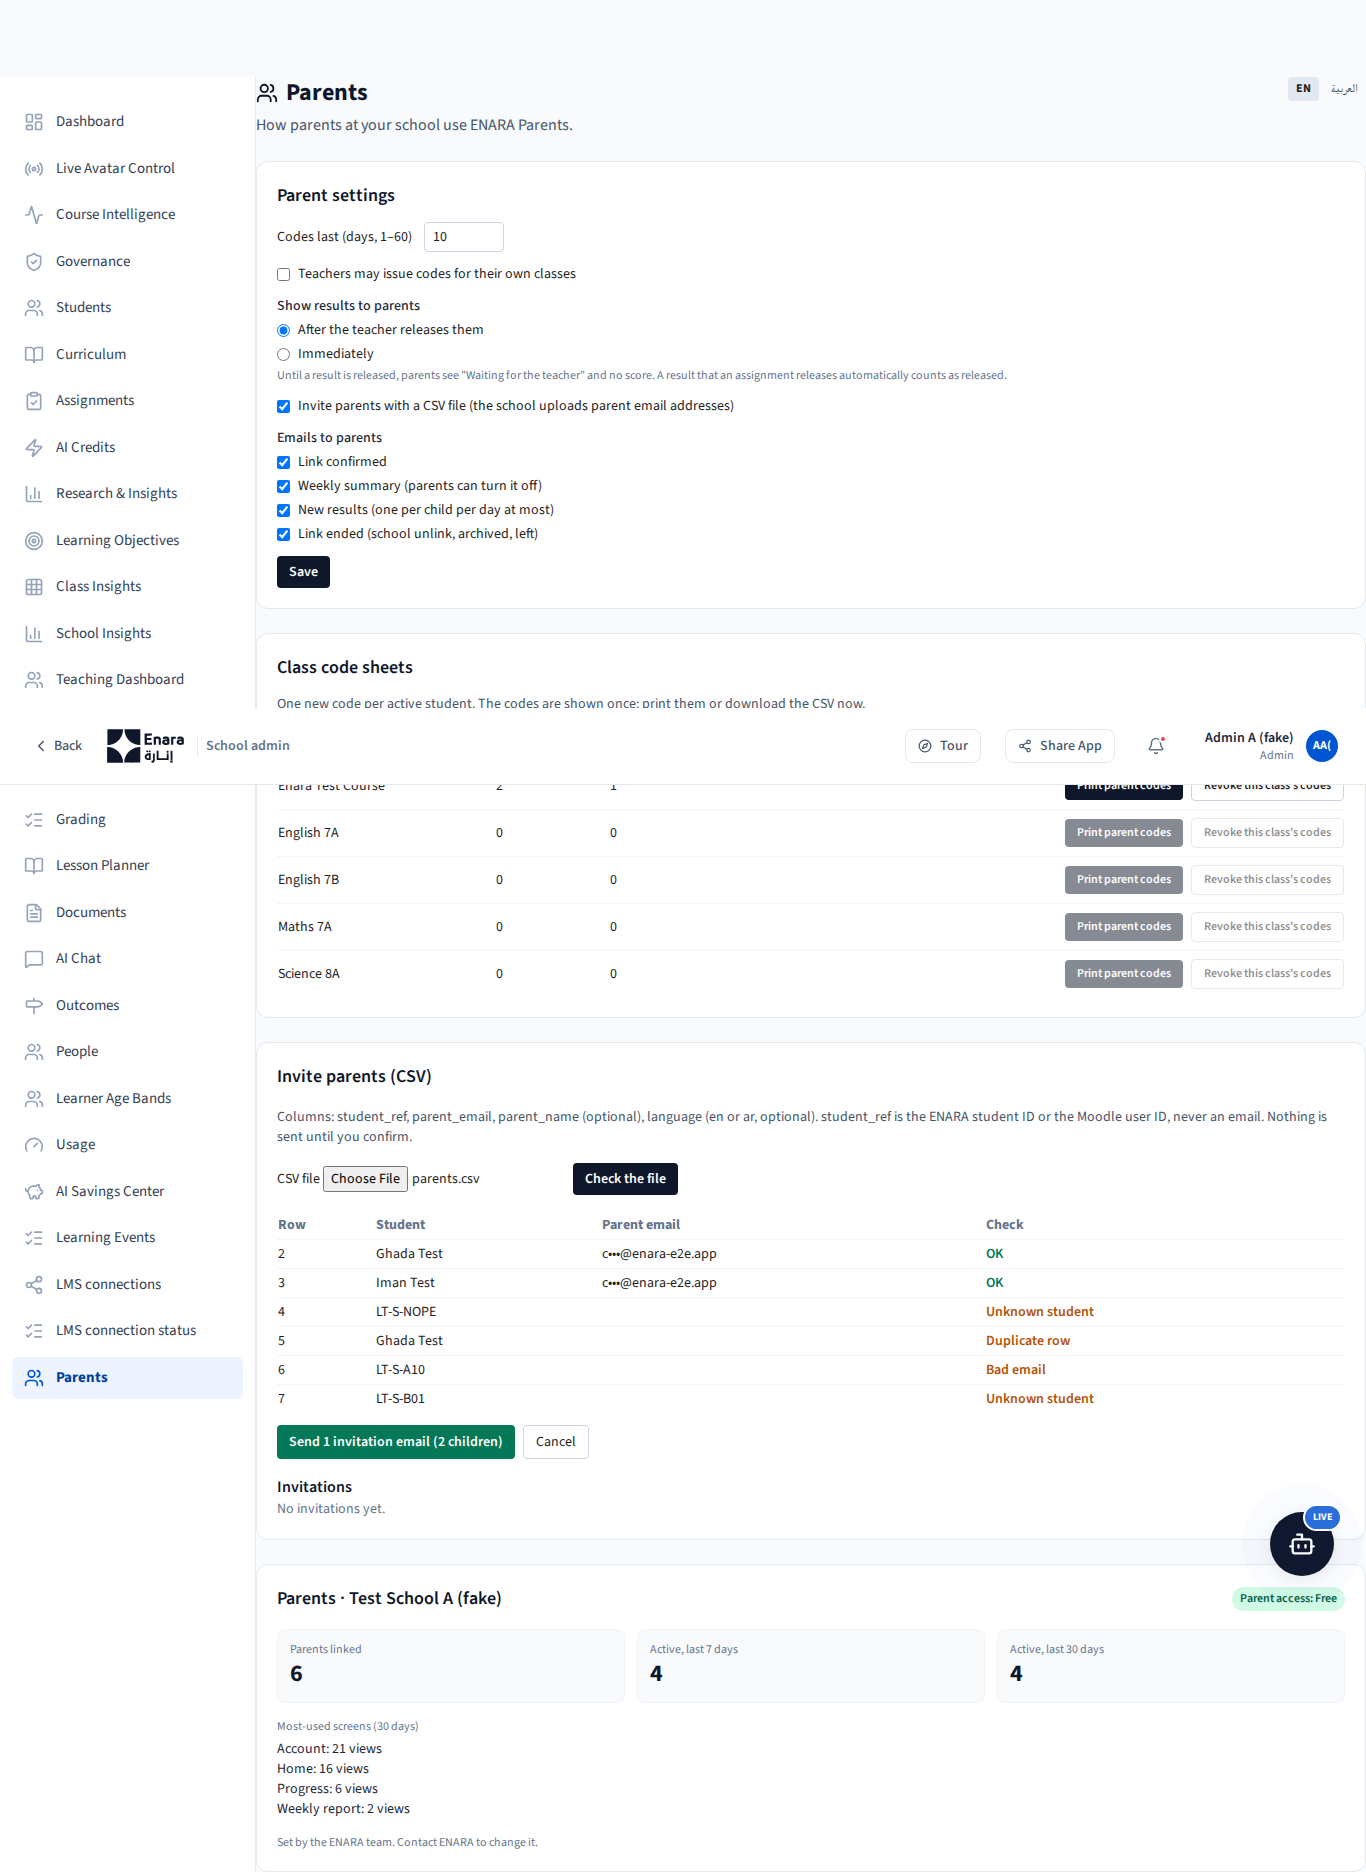 Parents
EN العربية
How parents at your school use ENARA Parents.
Dashboard
Live Avatar Control
Course Intelligence
Governance
Students
Curriculum
Assignments
AI Credits
Research & Insights
Learning Objectives
Class Insights
School Insights
Teaching Dashboard
Parent settings
Codes last (days, 1–60) 10
Teachers may issue codes for their own classes
Show results to parents
After the teacher releases them
Immediately
Until a result is released, parents see "Waiting for the teacher" and no score. A result that an assignment releases automatically counts as released.
Invite parents with a CSV file (the school uploads parent email addresses)
Emails to parents
Link confirmed
Weekly summary (parents can turn it off)
New results (one per child per day at most)
Link ended (school unlink, archived, left)
Save
Class code sheets
One new code per active student. The codes are shown once: print them or download the CSV now.
Back
Enara
إنارة
School admin
Tour
Share App
Admin A (fake)
Admin
AA(
Enara Test Course 2 1 Print parent codes Revoke this class's codes
English 7A 0 0 Print parent codes Revoke this class's codes
English 7B 0 0 Print parent codes Revoke this class's codes
Maths 7A 0 0 Print parent codes Revoke this class's codes
Science 8A 0 0 Print parent codes Revoke this class's codes
Grading
Lesson Planner
Documents
AI Chat
Outcomes
People
Learner Age Bands
Usage
AI Savings Center
Learning Events
LMS connections
LMS connection status
Parents
Invite parents (CSV)
Columns: student_ref, parent_email, parent_name (optional), language (en or ar, optional). student_ref is the ENARA student ID or the Moodle user ID, never an email. Nothing is
sent until you confirm.
CSV file Choose File parents.csv Check the file
Row Student Parent email Check
2 Ghada Test c•••@enara-e2e.app OK
3 Iman Test c•••@enara-e2e.app OK
4 LT-S-NOPE Unknown student
5 Ghada Test Duplicate row
6 LT-S-A10 Bad email
7 LT-S-B01 Unknown student
Send 1 invitation email (2 children) Cancel
Invitations
No invitations yet.
LIVE
Parents · Test School A (fake) Parent access: Free
Parents linked
6
Active, last 7 days
4
Active, last 30 days
4
Most-used screens (30 days)
Account: 21 views
Home: 16 views
Progress: 6 views
Weekly report: 2 views
Set by the ENARA team. Contact ENARA to change it.